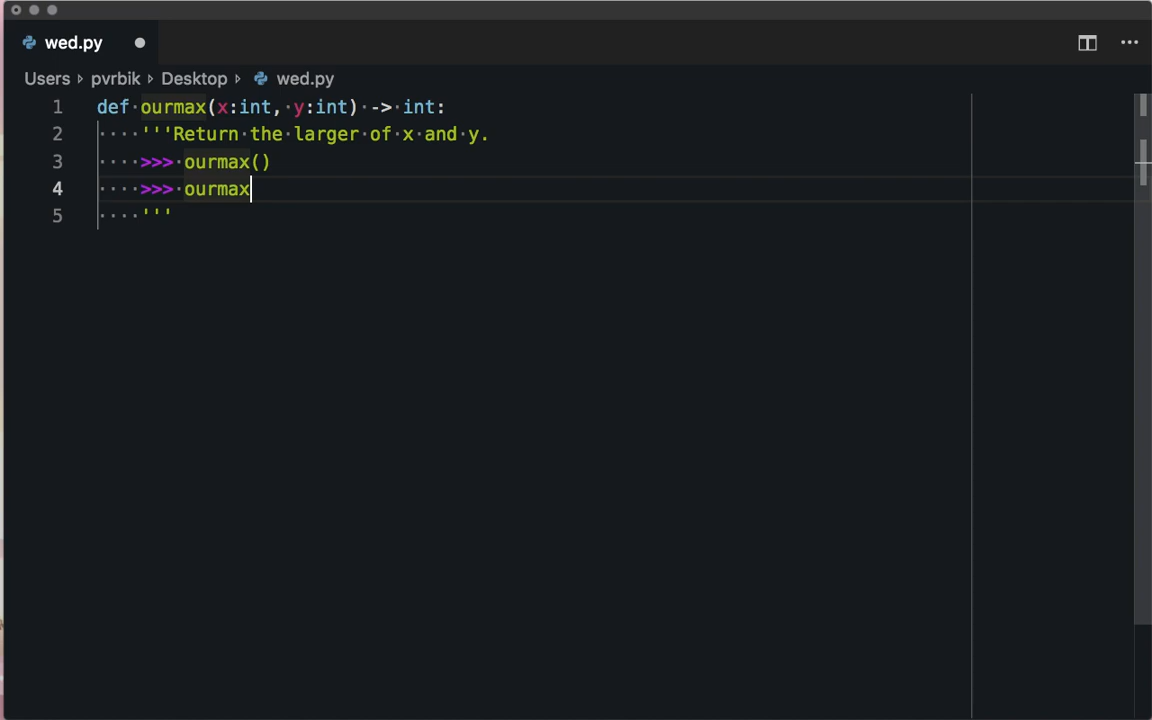 wed.py
Users pvrbik Desktop wed.py
1 def ourmax(x:int, y:int) -> int:
2 '''Return the larger of x and y.
3 >>> ourmax()
4 >>> ourmax
5 '''